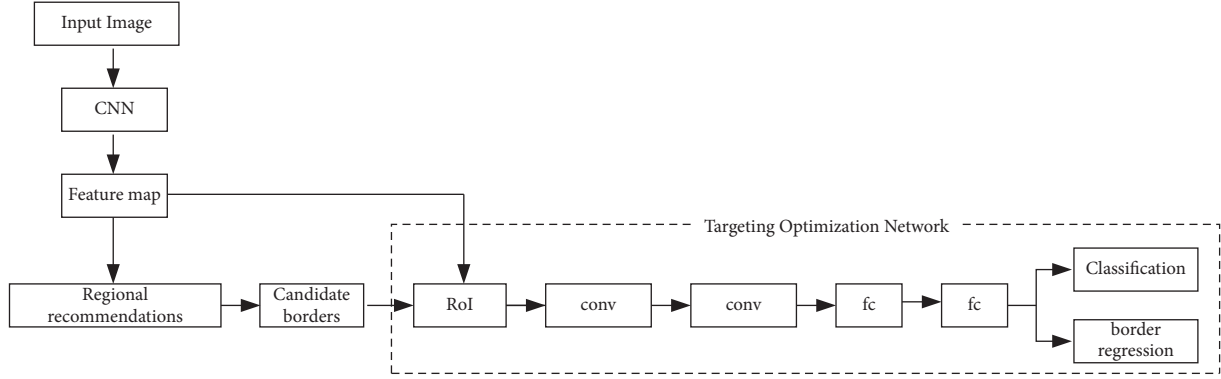 Input Image
CNN
Feature map
Targeting Optimization Network
Regional
recommendations
Candidate
borders
RoI
conv
conv
fc
fc
Classification
border
regression